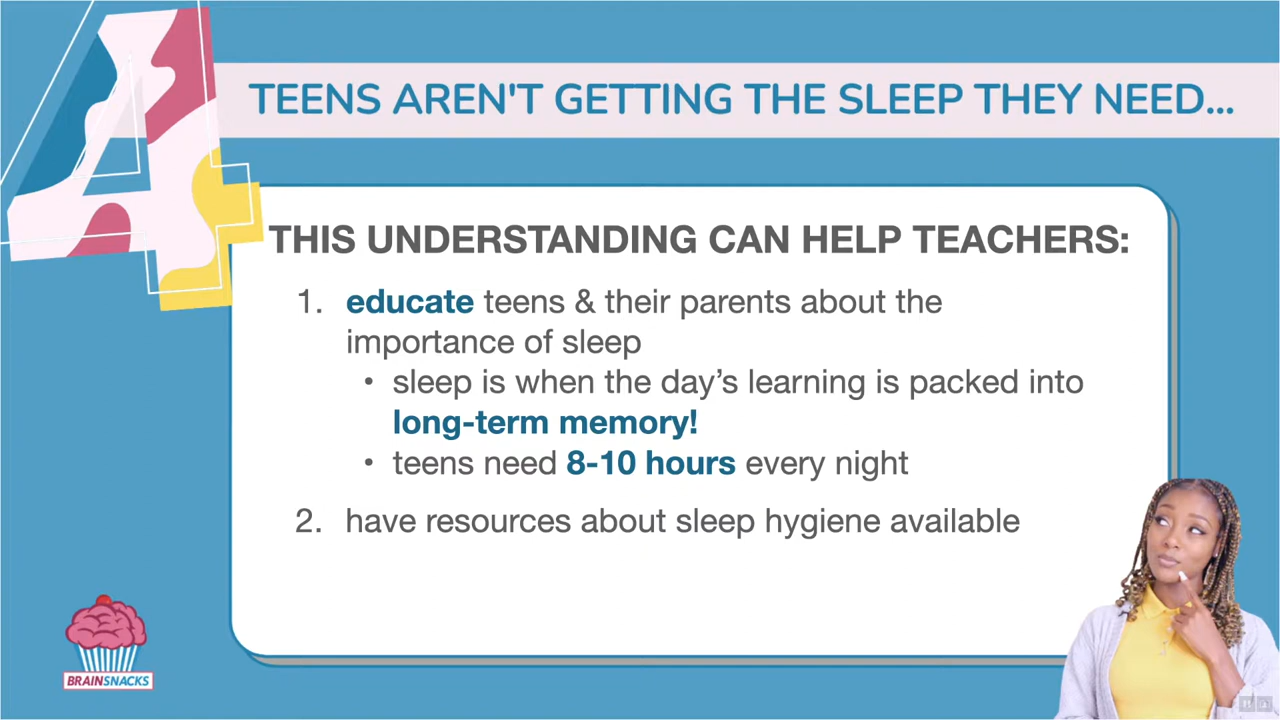 4
TEENS AREN'T GETTING THE SLEEP THEY NEED...
THIS UNDERSTANDING CAN HELP TEACHERS:
1. educate teens & their parents about the
importance of sleep
• sleep is when the day's learning is packed into
long-term memory!
• teens need 8-10 hours every night
2. have resources about sleep hygiene available
BRAINSNACKS